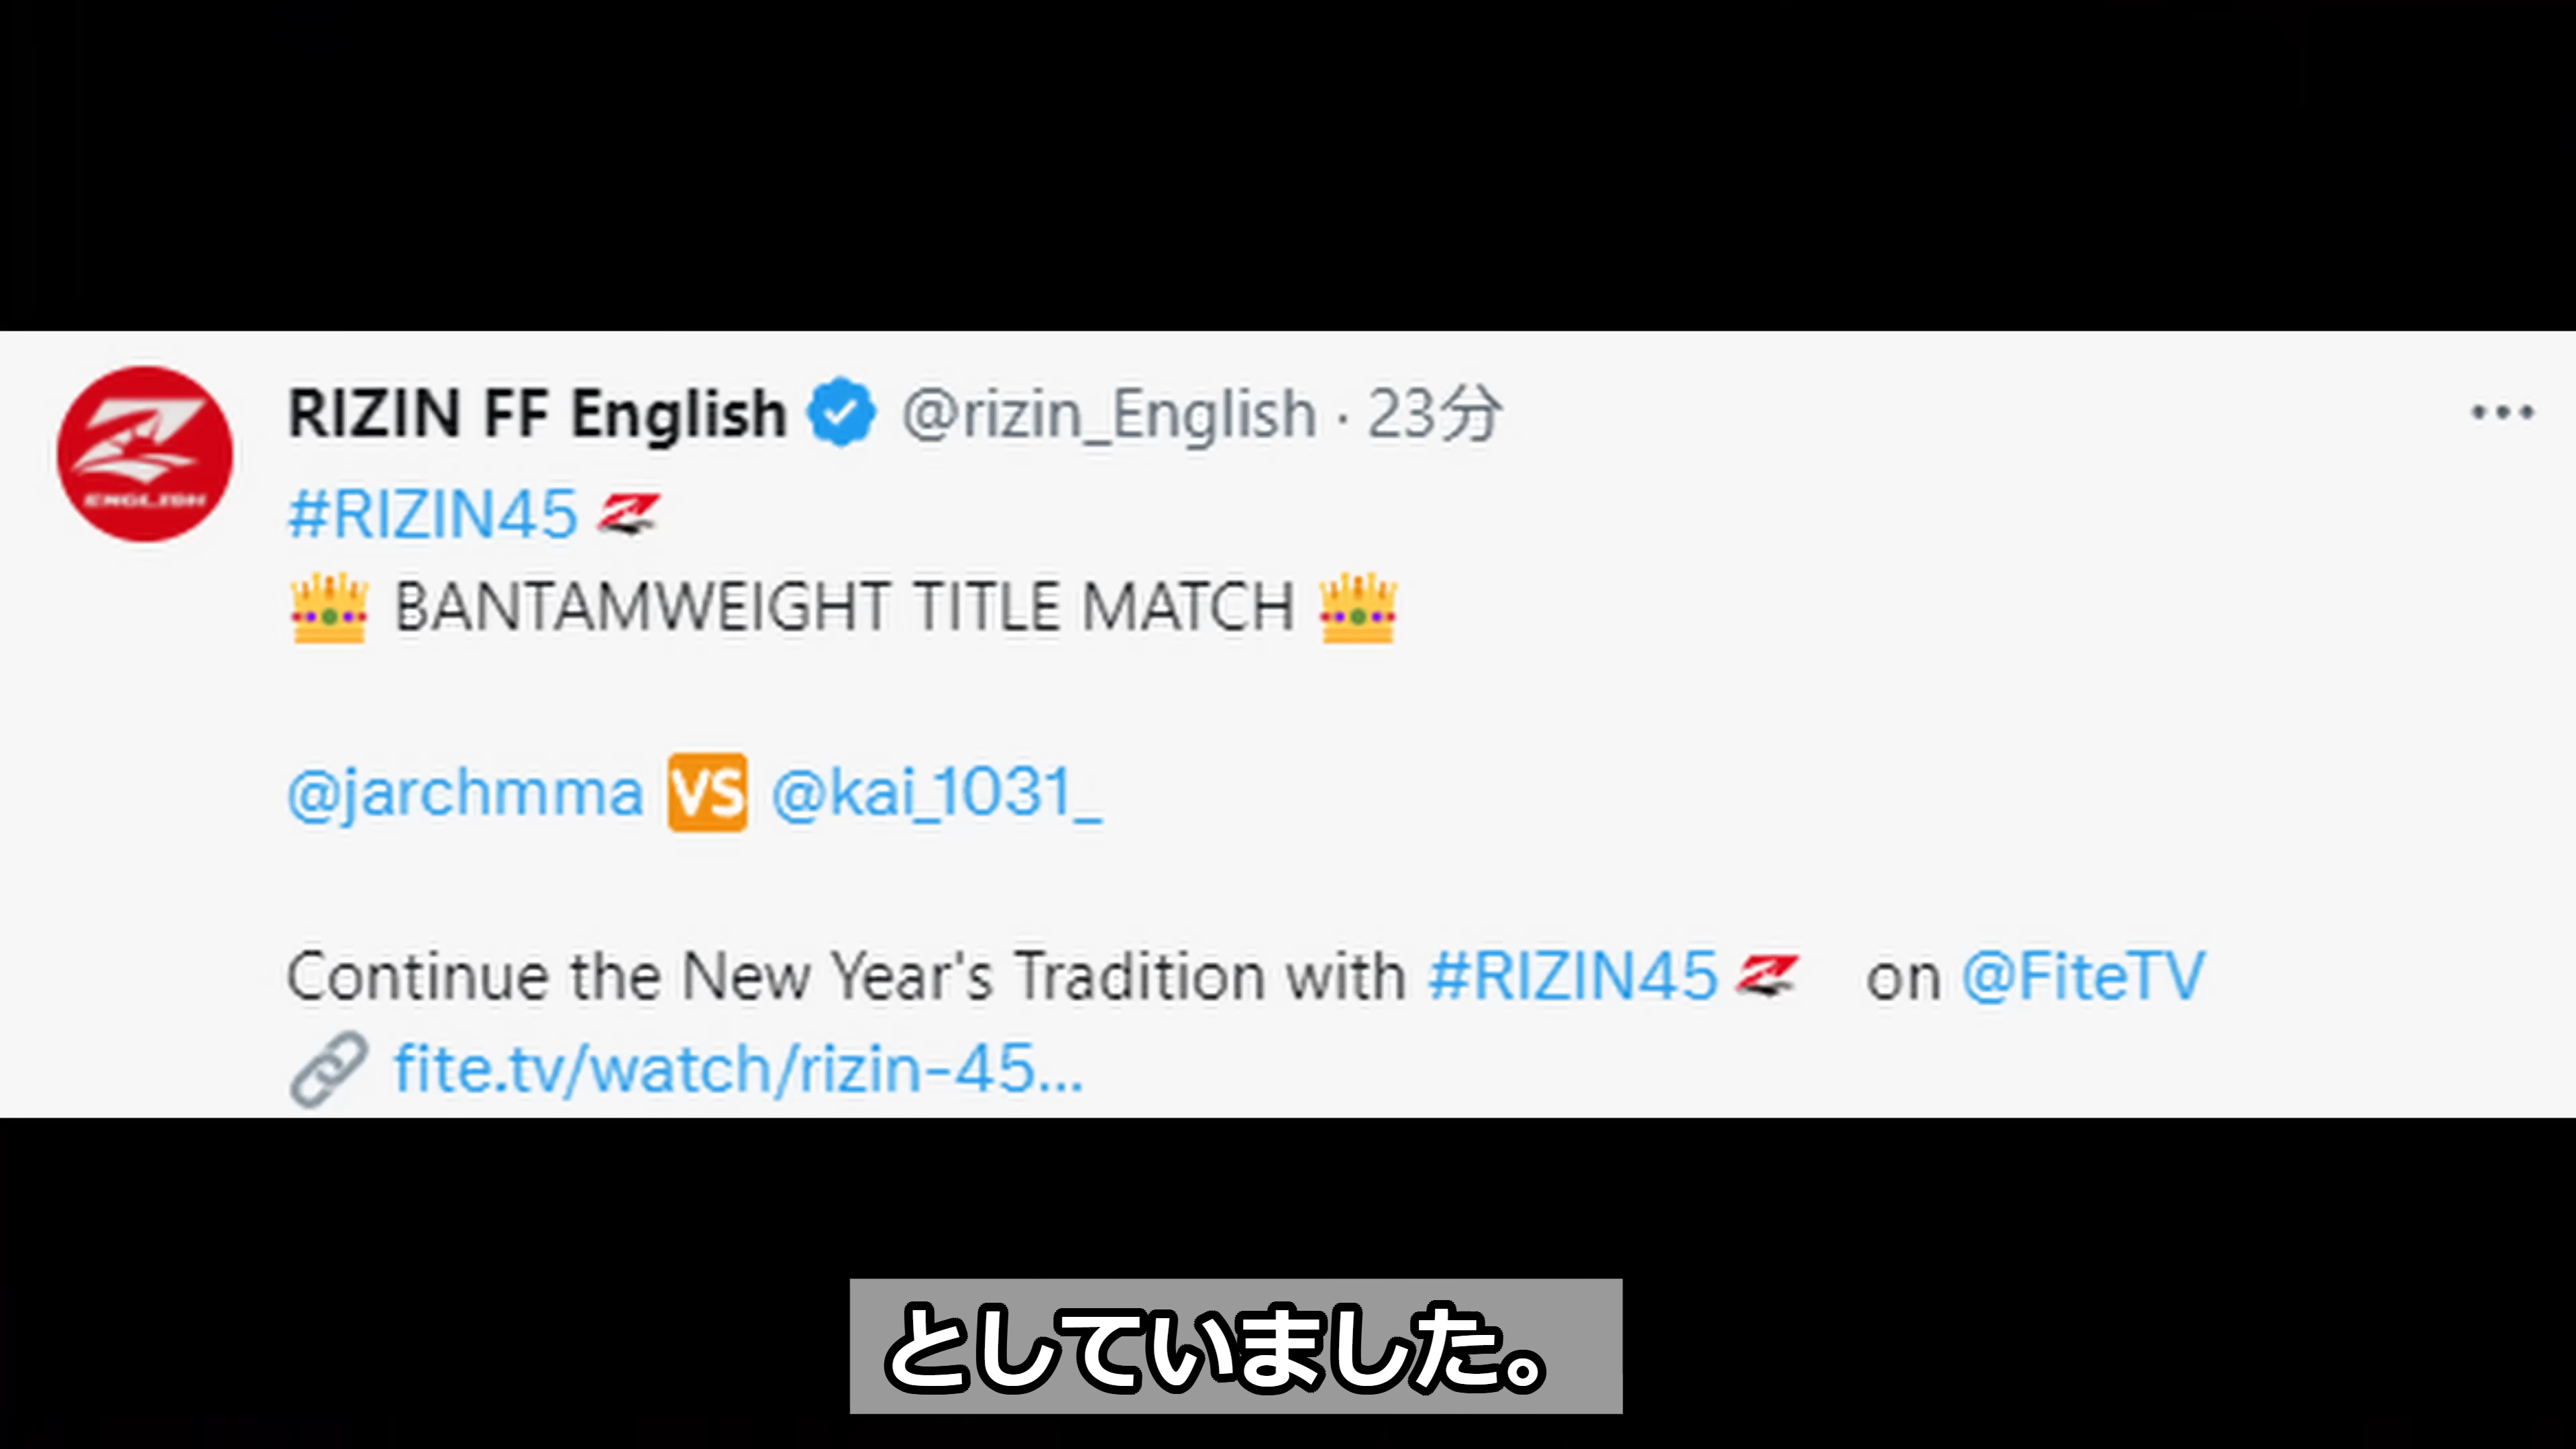 RIZIN FF English @rizin_English · 23分
ENGLISH
#RIZIN45
👑 BANTAMWEIGHT TITLE MATCH 👑
@jarchmma 🆚 @kai_1031_
Continue the New Year's Tradition with #RIZIN45 on @FiteTV
🔗 fite.tv/watch/rizin-45...
としていました。